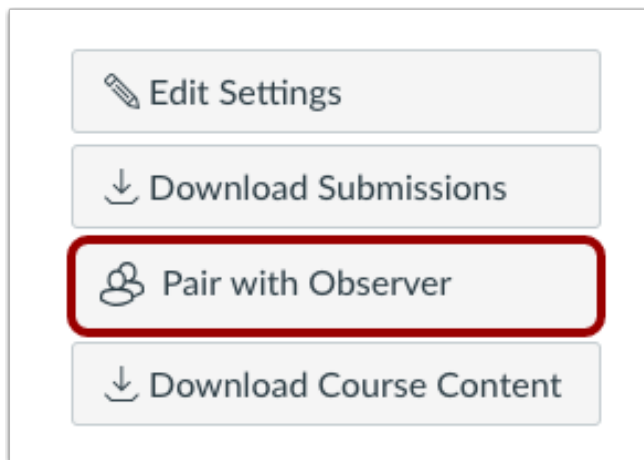 Edit Settings
Download Submissions
Pair with Observer
Download Course Content